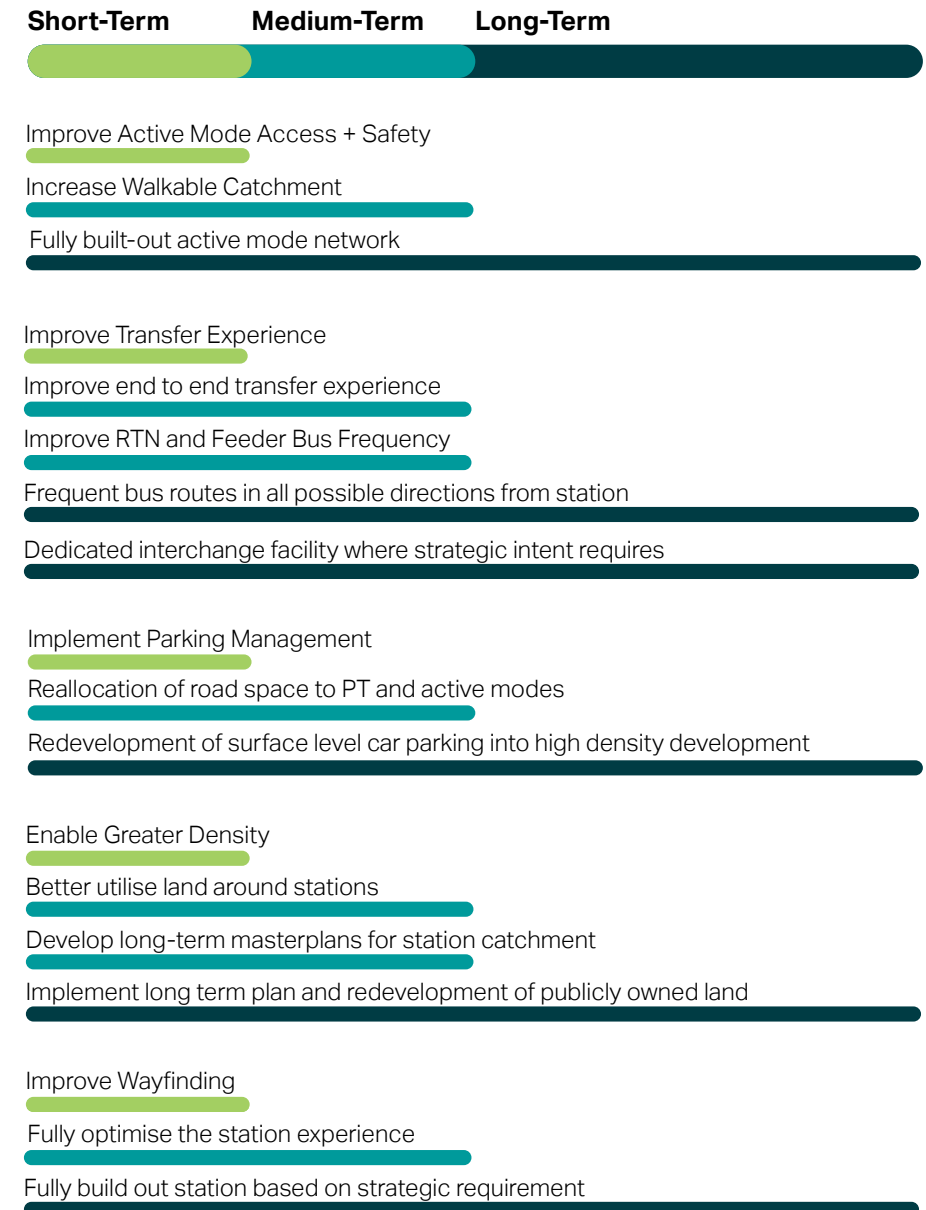 Short-Term Medium-Term Long-Term
Improve Active Mode Access + Safety
Increase Walkable Catchment
Fully built-out active mode network
Improve Transfer Experience
Improve end to end transfer experience
Improve RTN and Feeder Bus Frequency
Frequent bus routes in all possible directions from station
Dedicated interchange facility where strategic intent requires
Implement Parking Management
Reallocation of road space to PT and active modes
Redevelopment of surface level car parking into high density development
Enable Greater Density
Better utilise land around stations
Develop long-term masterplans for station catchment
Implement long term plan and redevelopment of publicly owned land
Improve Wayfinding
Fully optimise the station experience
Fully build out station based on strategic requirement